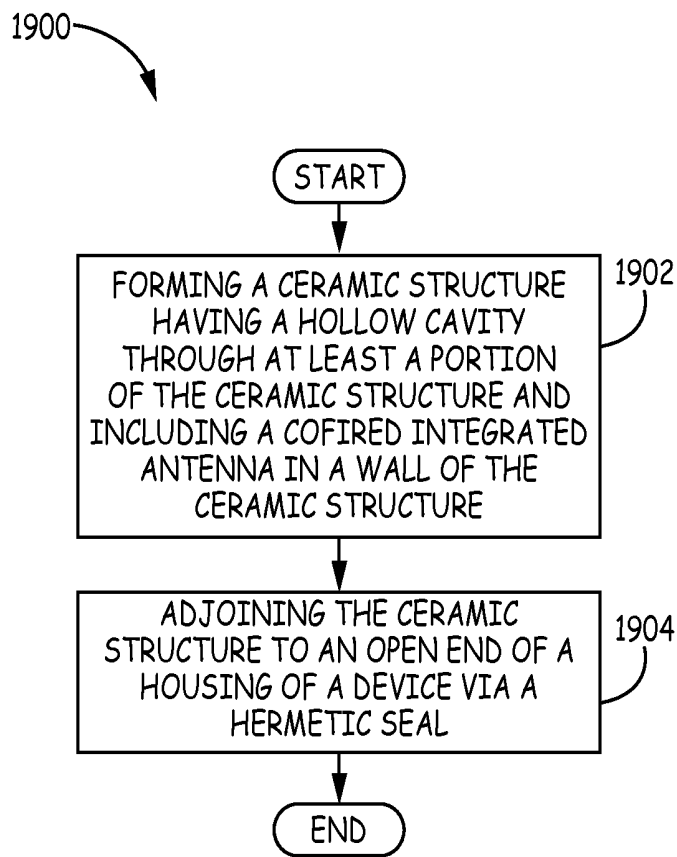 1900
START
FORMING A CERAMIC STRUCTURE
HAVING A HOLLOW CAVITY
THROUGH AT LEAST A PORTION
OF THE CERAMIC STRUCTURE AND
INCLUDING A COFIRED INTEGRATED
ANTENNA IN A WALL OF THE
CERAMIC STRUCTURE
1902
ADJOINING THE CERAMIC
STRUCTURE TO AN OPEN END OF A
HOUSING OF A DEVICE VIA A
HERMETIC SEAL
1904
END